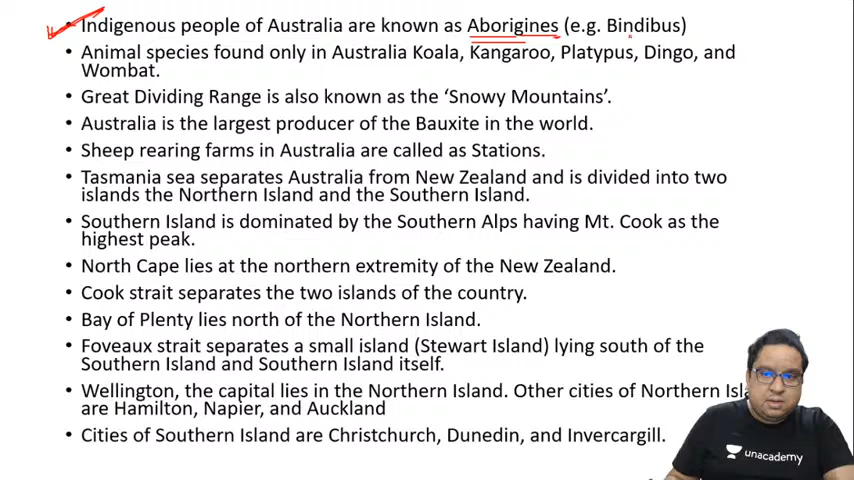 • Indigenous people of Australia are known as Aborigines (e.g. Bindibus)
• Animal species found only in Australia Koala, Kangaroo, Platypus, Dingo, and
Wombat.
• Great Dividing Range is also known as the ‘Snowy Mountains’.
• Australia is the largest producer of the Bauxite in the world.
• Sheep rearing farms in Australia are called as Stations.
• Tasmania sea separates Australia from New Zealand and is divided into two
islands the Northern Island and the Southern Island.
• Southern Island is dominated by the Southern Alps having Mt. Cook as the
highest peak.
• North Cape lies at the northern extremity of the New Zealand.
• Cook strait separates the two islands of the country.
• Bay of Plenty lies north of the Northern Island.
• Foveaux strait separates a small island (Stewart Island) lying south of the
Southern Island and Southern Island itself.
• Wellington, the capital lies in the Northern Island. Other cities of Northern Isla
are Hamilton, Napier, and Auckland
• Cities of Southern Island are Christchurch, Dunedin, and Invercargill.
unacademy